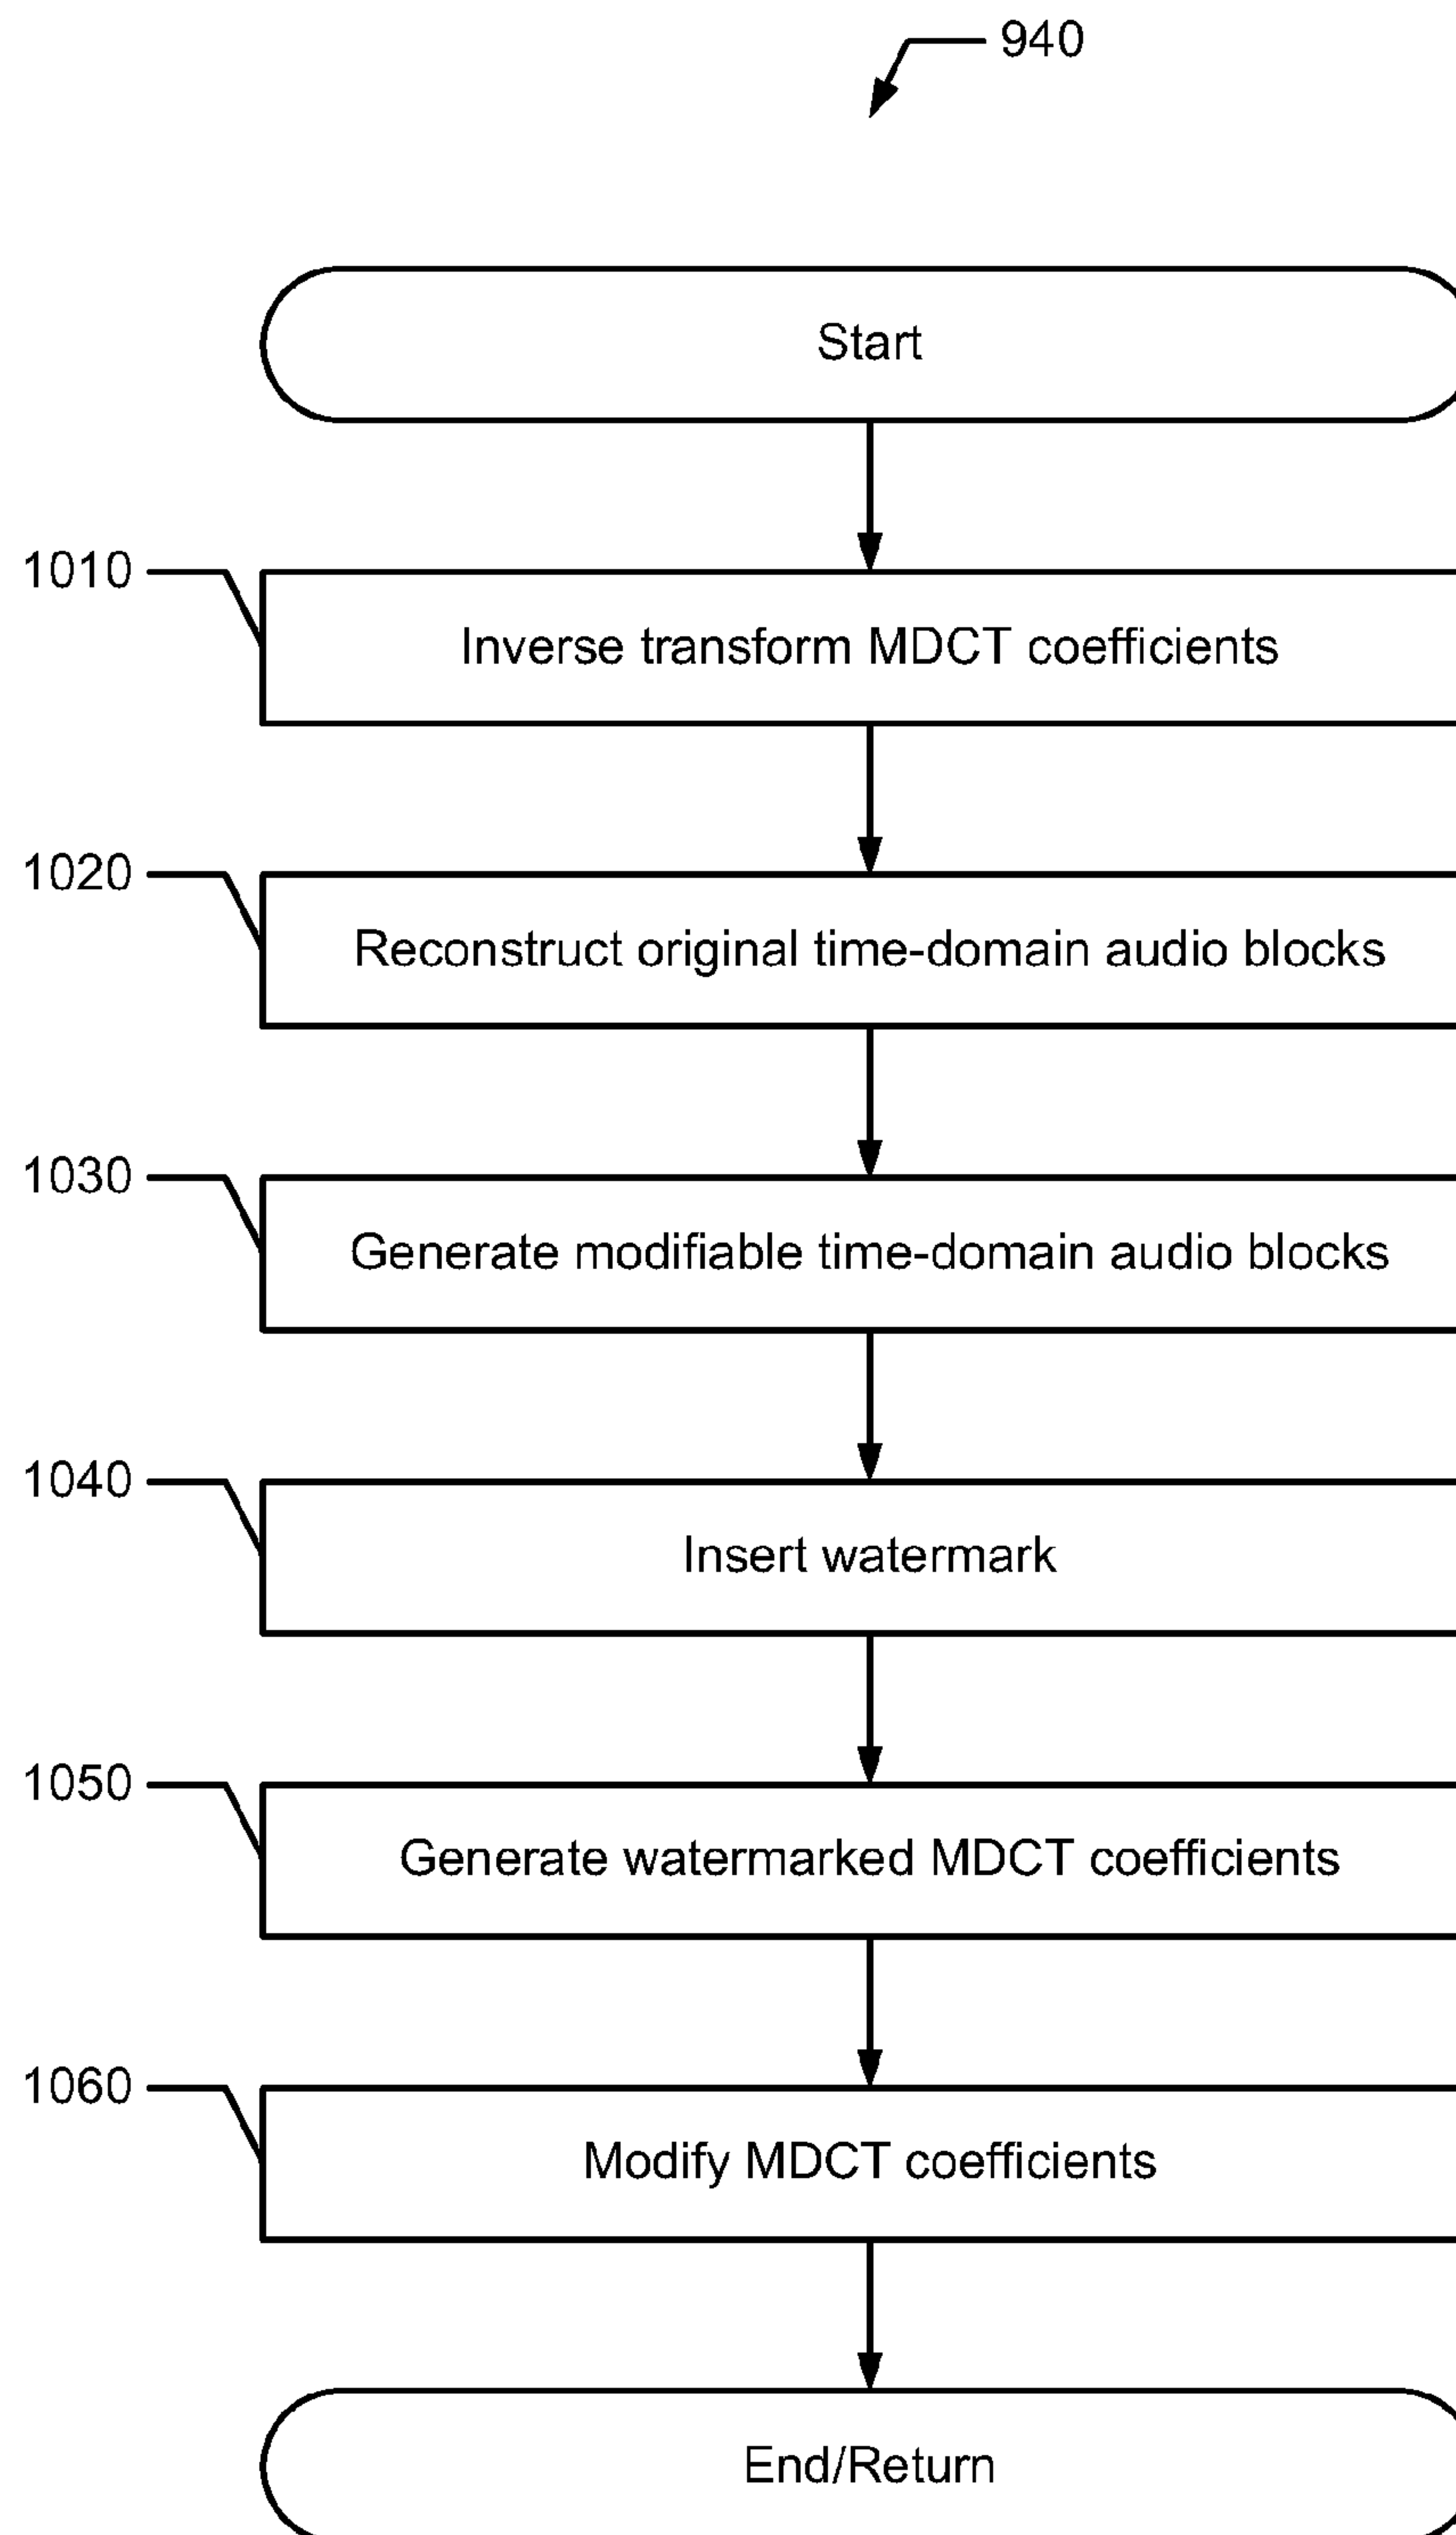 940
Start
1010
Inverse transform MDCT coefficients
1020
Reconstruct original time-domain audio blocks
1030
Generate modifiable time-domain audio blocks
1040
Insert watermark
1050
Generate watermarked MDCT coefficients
1060
Modify MDCT coefficients
End/Return